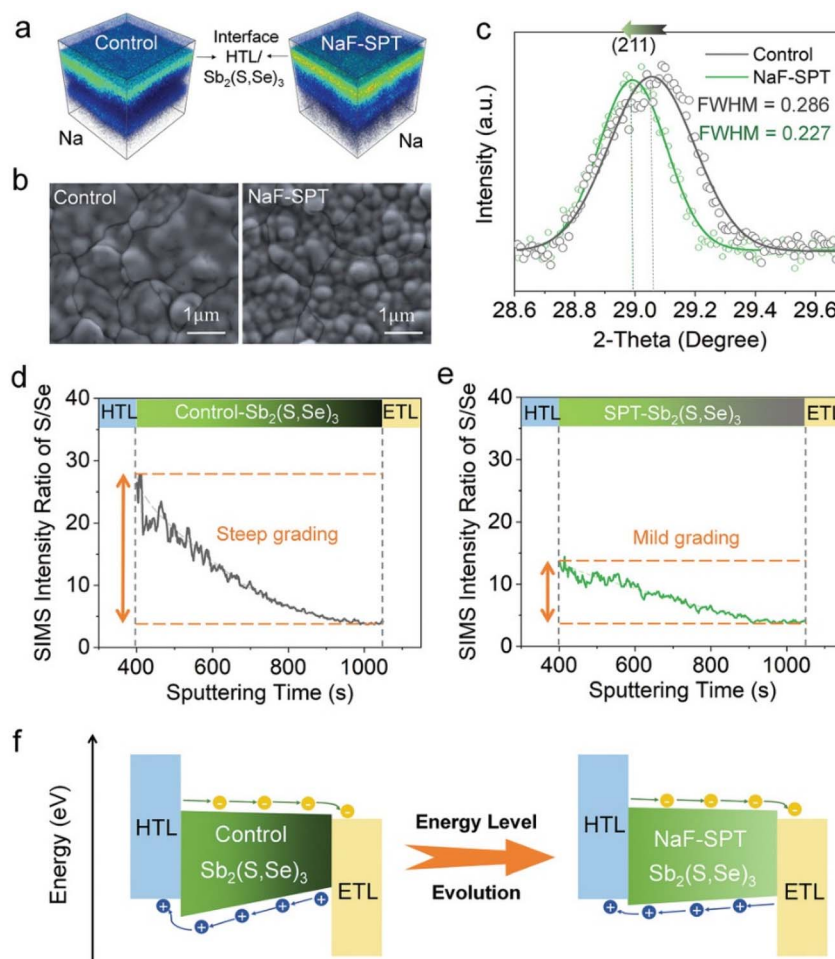 a
Control
Interface
HTL/
Sb₂(S,Se)₃
NaF-SPT
Na
Na
b
Control
NaF-SPT
1μm
1μm
c
(211)
Control
NaF-SPT
FWHM = 0.286
FWHM = 0.227
Intensity (a.u.)
28.6 28.8 29.0 29.2 29.4 29.6
2-Theta (Degree)
d
SIMS Intensity Ratio of S/Se
40
30
20
10
0
HTL
Control-Sb₂(S,Se)₃
ETL
Steep grading
400 600 800 1000
Sputtering Time (s)
e
SIMS Intensity Ratio of S/Se
40
30
20
10
0
HTL
SPT-Sb₂(S,Se)₃
Mild grading
400 600 800 1000
Sputtering Time (s)
f
Energy (eV)
HTL
Control
Sb₂(S,Se)₃
ETL
Energy Level
Evolution
HTL
NaF-SPT
Sb₂(S,Se)₃
ETL